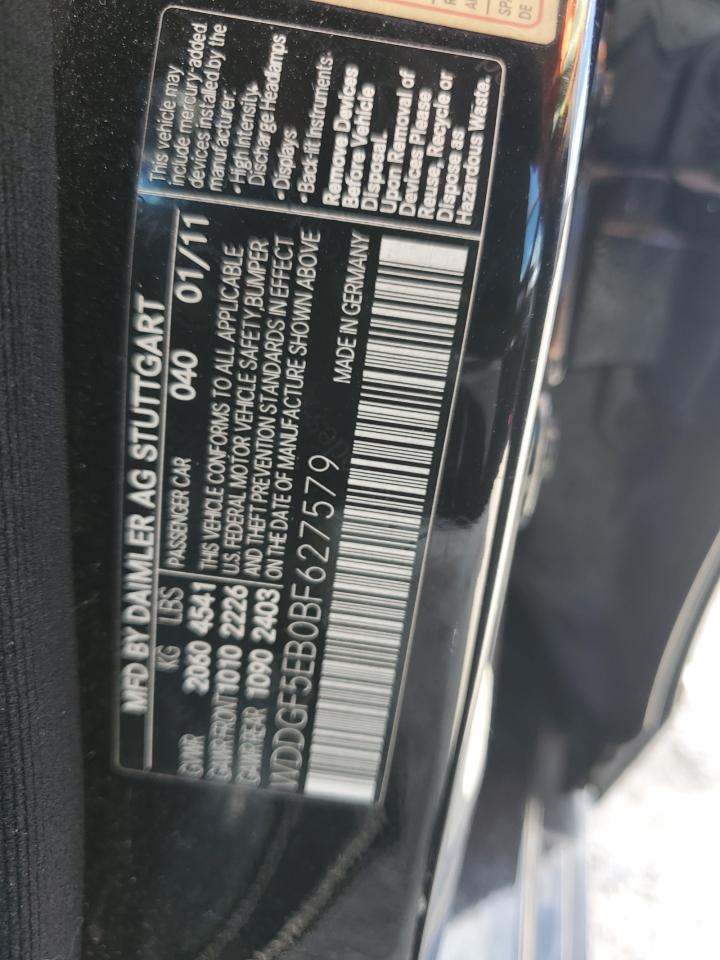 MFD BY DAIMLER AG STUTTGART
KG LBS PASSENGER CAR 040 01/11
GVWR 2060 4541
GAWR FRONT 1010 2226
GAWR REAR 1090 2403
THIS VEHICLE CONFORMS TO ALL APPLICABLE
U.S. FEDERAL MOTOR VEHICLE SAFETY, BUMPER,
AND THEFT PREVENTION STANDARDS IN EFFECT
ON THE DATE OF MANUFACTURE SHOWN ABOVE
WDDGF5EB0BF627579
MADE IN GERMANY
This vehicle may
include mercury-added
devices installed by the
manufacturer:
• High Intensity
Discharge Headlamps
• Displays
• Back-lit Instruments.
Remove Devices
Before Vehicle
Disposal.
Upon Removal of
Devices Please
Reuse, Recycle or
Dispose as
Hazardous Waste.
SP
DE